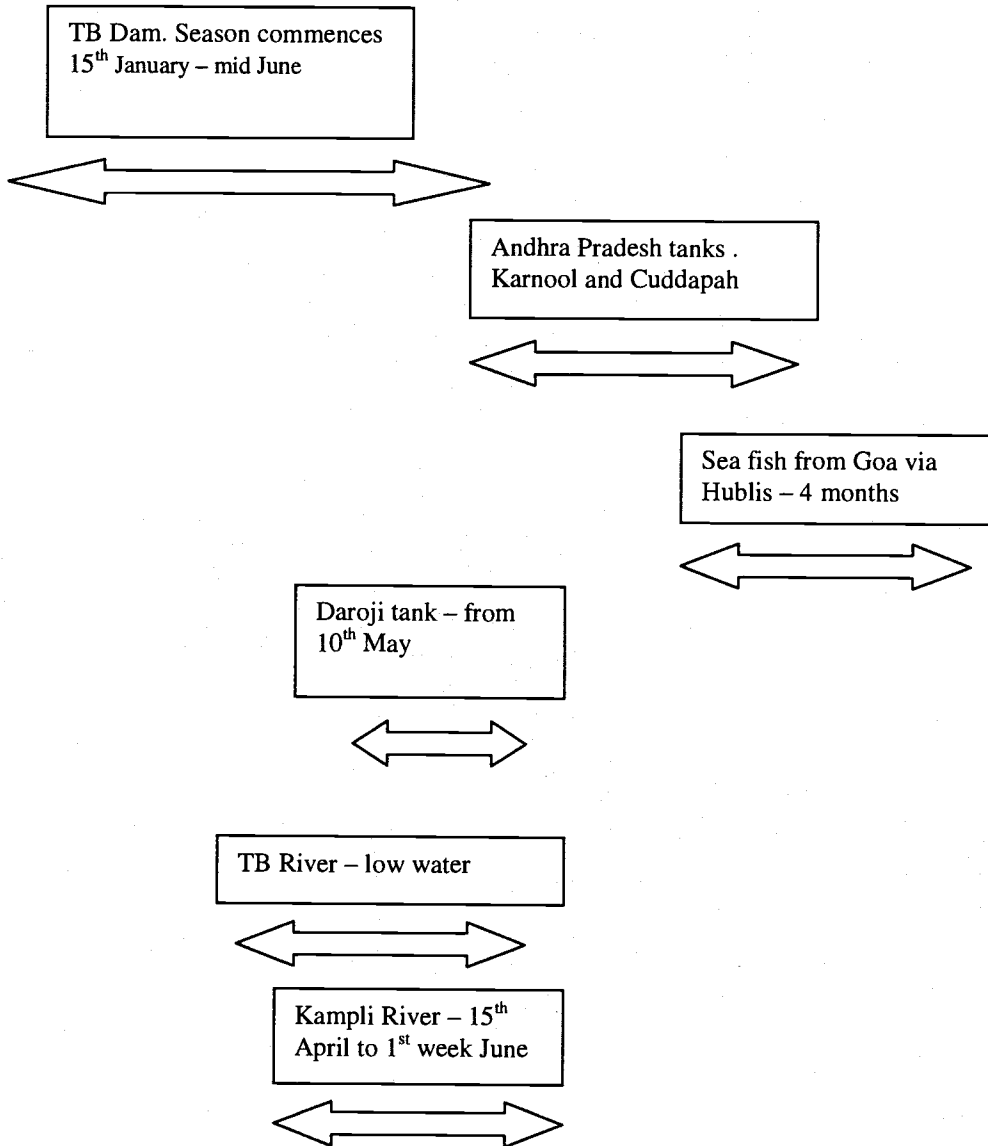 TB Dam. Season commences
15th January – mid June
Andhra Pradesh tanks .
Karnool and Cuddapah
Sea fish from Goa via
Hublis – 4 months
Daroji tank – from
10th May
TB River – low water
Kampli River – 15th
April to 1st week June